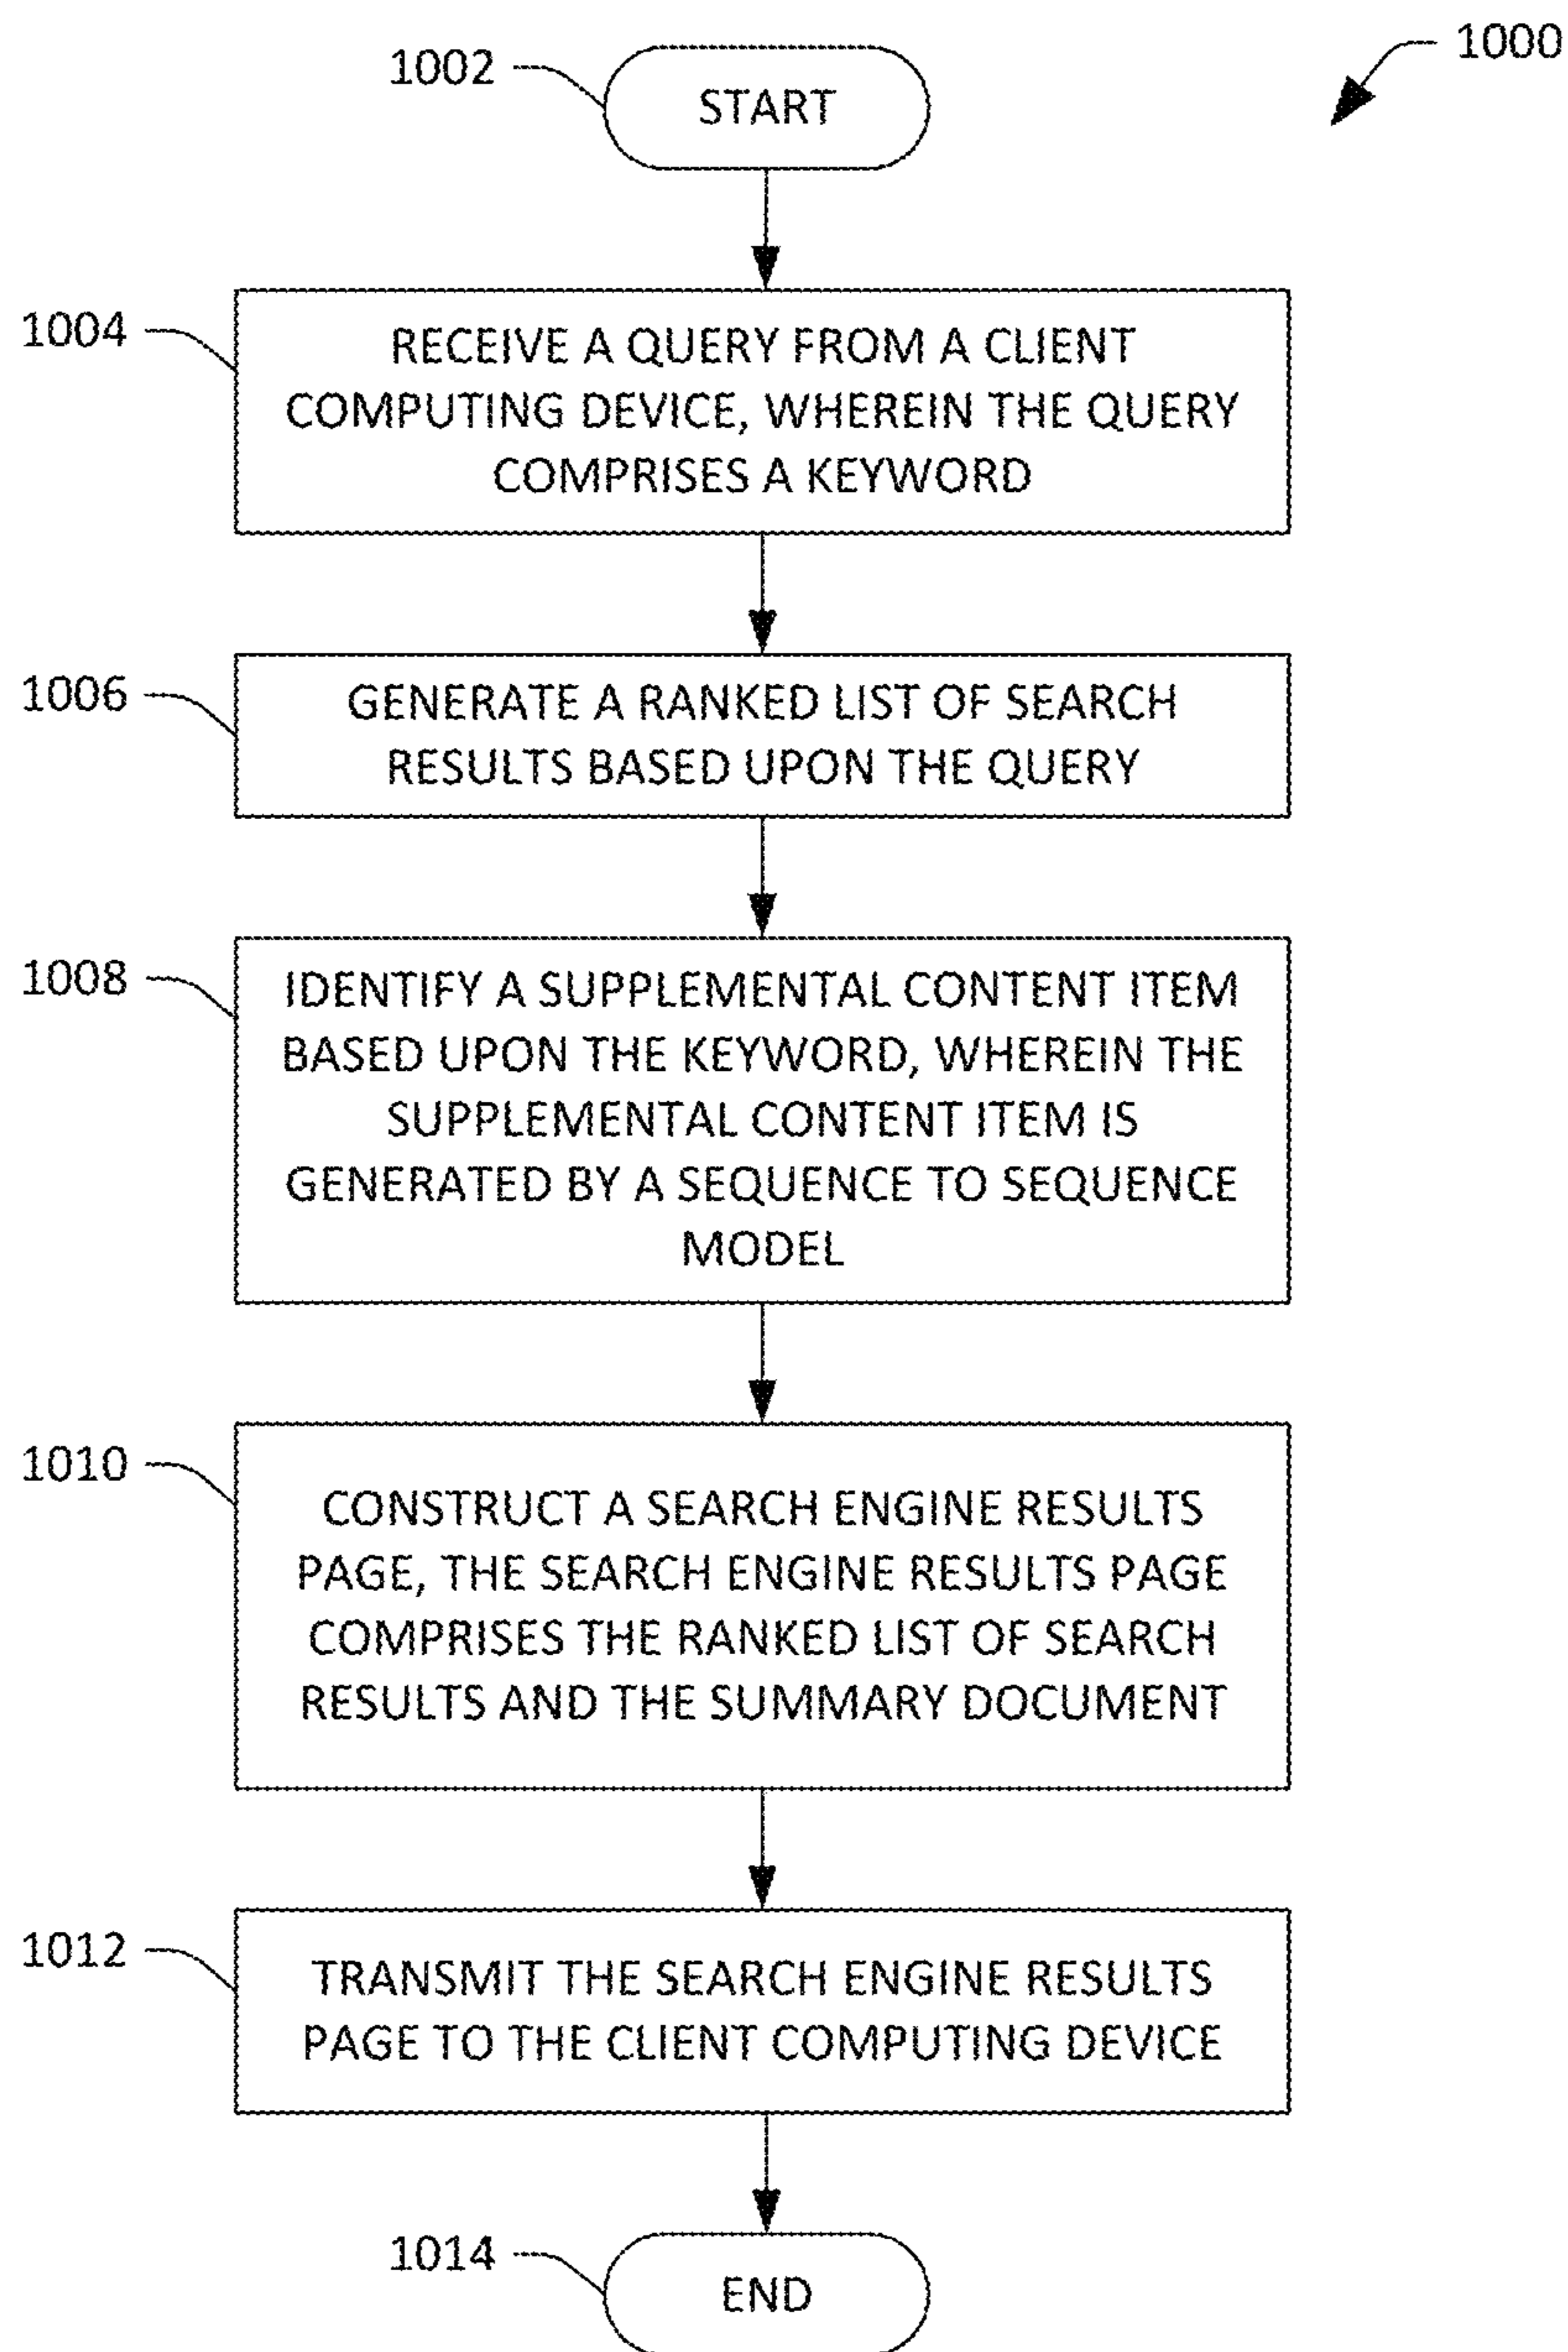 1000
1002
START
1004
RECEIVE A QUERY FROM A CLIENT
COMPUTING DEVICE, WHEREIN THE QUERY
COMPRISES A KEYWORD
1006
GENERATE A RANKED LIST OF SEARCH
RESULTS BASED UPON THE QUERY
1008
IDENTIFY A SUPPLEMENTAL CONTENT ITEM
BASED UPON THE KEYWORD, WHEREIN THE
SUPPLEMENTAL CONTENT ITEM IS
GENERATED BY A SEQUENCE TO SEQUENCE
MODEL
1010
CONSTRUCT A SEARCH ENGINE RESULTS
PAGE, THE SEARCH ENGINE RESULTS PAGE
COMPRISES THE RANKED LIST OF SEARCH
RESULTS AND THE SUMMARY DOCUMENT
1012
TRANSMIT THE SEARCH ENGINE RESULTS
PAGE TO THE CLIENT COMPUTING DEVICE
1014
END